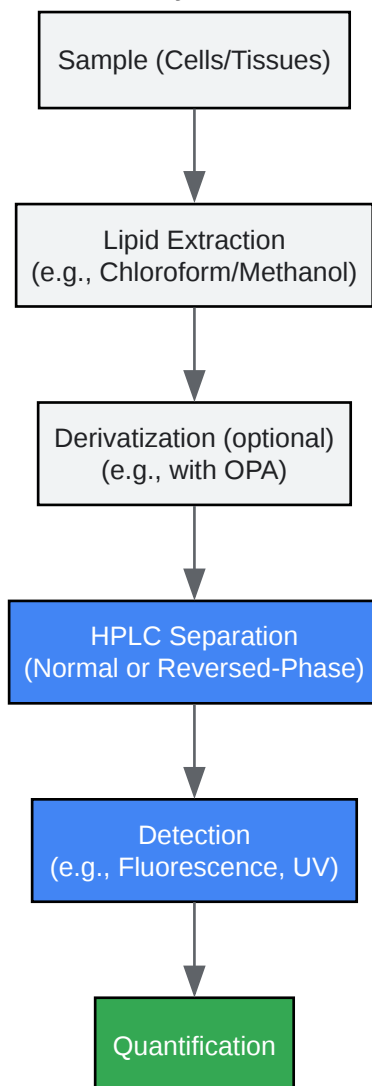 Sample (Cells/Tissues)
Lipid Extraction
(e.g., Chloroform/Methanol)
Derivatization (optional)
(e.g., with OPA)
HPLC Separation
(Normal or Reversed-Phase)
Detection
(e.g., Fluorescence, UV)
Quantification